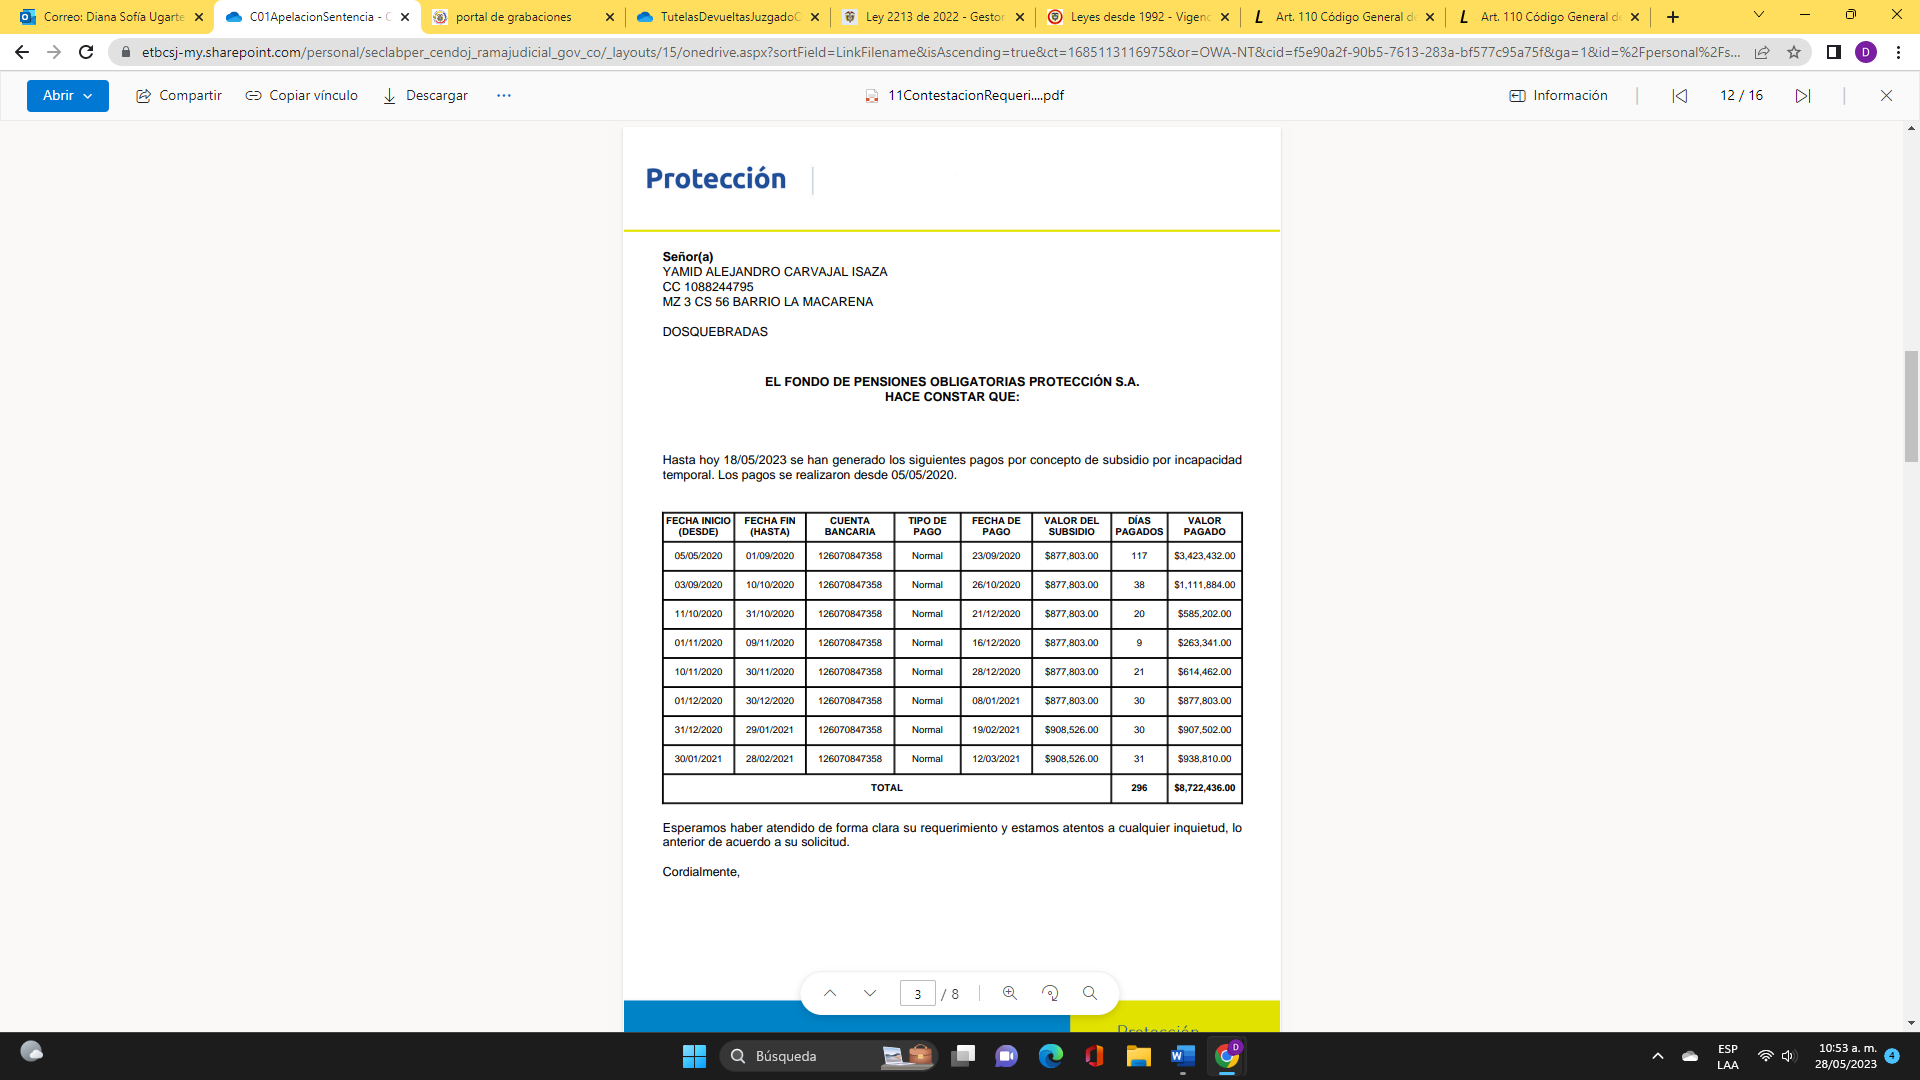 Correo: Diana Sofía Ugarte
C01ApelacionSentencia - C
portal de grabaciones
TutelasDevueltasJuzgadoC
Ley 2213 de 2022 - Gestor
Leyes desde 1992 - Vigenc
Art. 110 Código General de
Art. 110 Código General de
etbcsj-my.sharepoint.com/personal/seclabper_cendoj_ramajudicial_gov_co/_layouts/15/onedrive.aspx?sortField=LinkFilename&isAscending=true&ct=1685113116975&or=OWA-NT&cid=f5e90a2f-90b5-7613-283a-bf577c95a75f&ga=1&id=%2Fpersonal%2Fs...
D
Abrir
Compartir
Copiar vínculo
Descargar
...
11ContestacionRequeri....pdf
Información
12 / 16
Protección
Señor(a)
YAMID ALEJANDRO CARVAJAL ISAZA
CC 1088244795
MZ 3 CS 56 BARRIO LA MACARENA
DOSQUEBRADAS
EL FONDO DE PENSIONES OBLIGATORIAS PROTECCIÓN S.A.
HACE CONSTAR QUE:
Hasta hoy 18/05/2023 se han generado los siguientes pagos por concepto de subsidio por incapacidad
temporal. Los pagos se realizaron desde 05/05/2020.
FECHA INICIO (DESDE) FECHA FIN (HASTA) CUENTA BANCARIA TIPO DE PAGO FECHA DE PAGO VALOR DEL SUBSIDIO DÍAS PAGADOS VALOR PAGADO
05/05/2020 01/09/2020 126070847358 Normal 23/09/2020 $877,803.00 117 $3,423,432.00
03/09/2020 10/10/2020 126070847358 Normal 26/10/2020 $877,803.00 38 $1,111,884.00
11/10/2020 31/10/2020 126070847358 Normal 21/12/2020 $877,803.00 20 $585,202.00
01/11/2020 09/11/2020 126070847358 Normal 16/12/2020 $877,803.00 9 $263,341.00
10/11/2020 30/11/2020 126070847358 Normal 28/12/2020 $877,803.00 21 $614,462.00
01/12/2020 30/12/2020 126070847358 Normal 08/01/2021 $877,803.00 30 $877,803.00
31/12/2020 29/01/2021 126070847358 Normal 19/02/2021 $908,526.00 30 $907,502.00
30/01/2021 28/02/2021 126070847358 Normal 12/03/2021 $908,526.00 31 $938,810.00
TOTAL 296 $8,722,436.00
Esperamos haber atendido de forma clara su requerimiento y estamos atentos a cualquier inquietud, lo
anterior de acuerdo a su solicitud.
Cordialmente,
3 / 8
Protección
Búsqueda
D
ESP
LAA
10:53 a. m.
28/05/2023
4